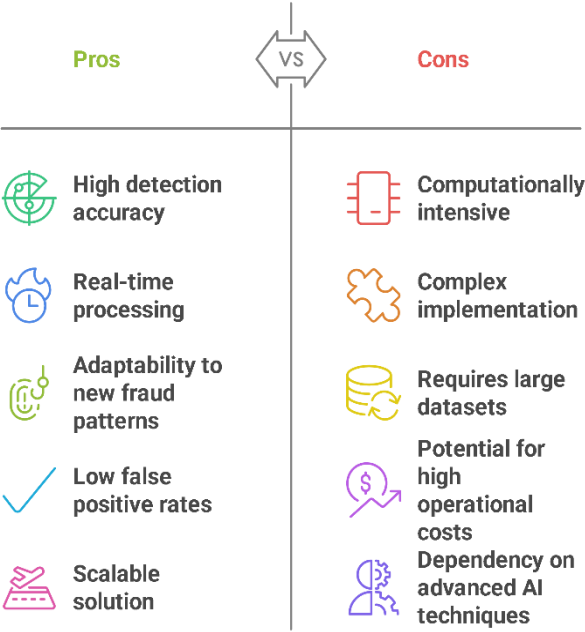 Pros
VS
Cons
High detection
accuracy
Computationally
intensive
Real-time
processing
Complex
implementation
Adaptability to
new fraud
patterns
Requires large
datasets
Low false
positive rates
Potential for
high
operational
costs
Scalable
solution
Dependency on
advanced AI
techniques